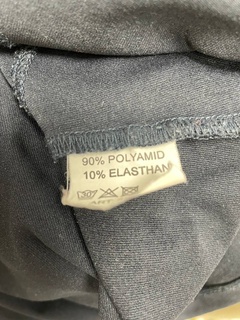 90% POLYAMID
10% ELASTHAN